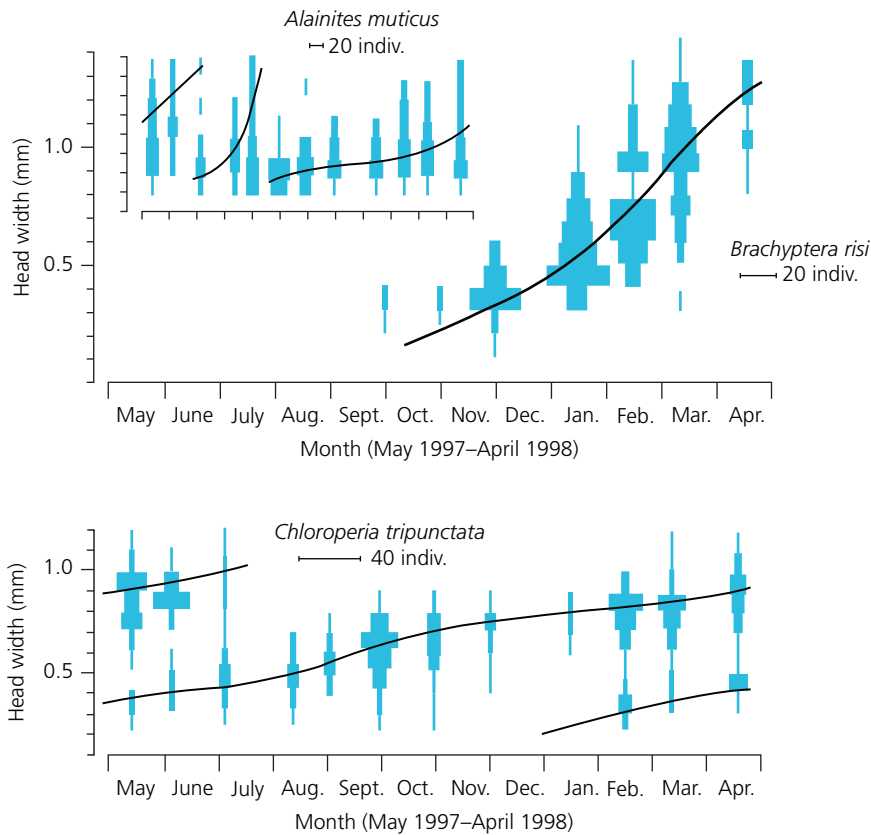 Alainites muticus
20 indiv.
Head width (mm)
1.0
0.5
Brachyptera risi
20 indiv.
May June July Aug. Sept. Oct. Nov. Dec. Jan. Feb. Mar. Apr.
Month (May 1997–April 1998)
Chloroperia tripunctata
40 indiv.
Head width (mm)
1.0
0.5
May June July Aug. Sept. Oct. Nov. Dec. Jan. Feb. Mar. Apr.
Month (May 1997–April 1998)